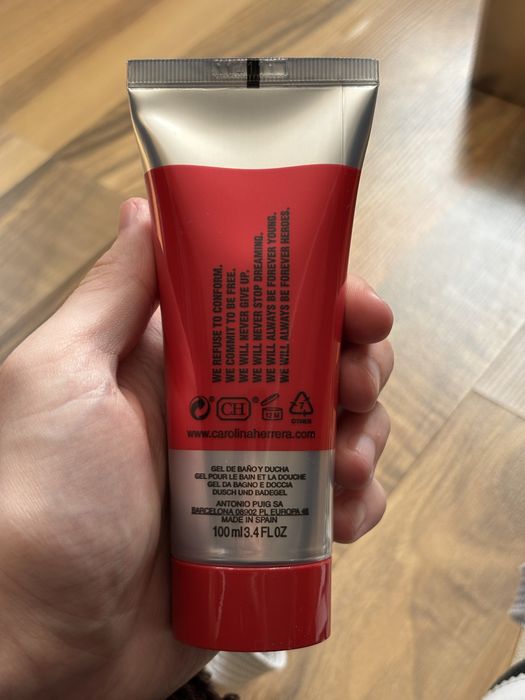 WE REFUSE TO CONFORM.
WE COMMIT TO BE FREE.
WE WILL NEVER GIVE UP.
WE WILL NEVER STOP DREAMING.
WE WILL ALWAYS BE FOREVER YOUNG.
WE WILL ALWAYS BE FOREVER HEROES.
CH
12 M
7
OTHER
www.carolinaherrera.com
GEL DE BAÑO Y DUCHA
GEL POUR LE BAIN ET LA DOUCHE
GEL DA BAGNO E DOCCIA
DUSCH UND BADEGEL
ANTONIO PUIG SA
BARCELONA 08902 PL EUROPA 46
MADE IN SPAIN
100 ml 3.4 FL OZ